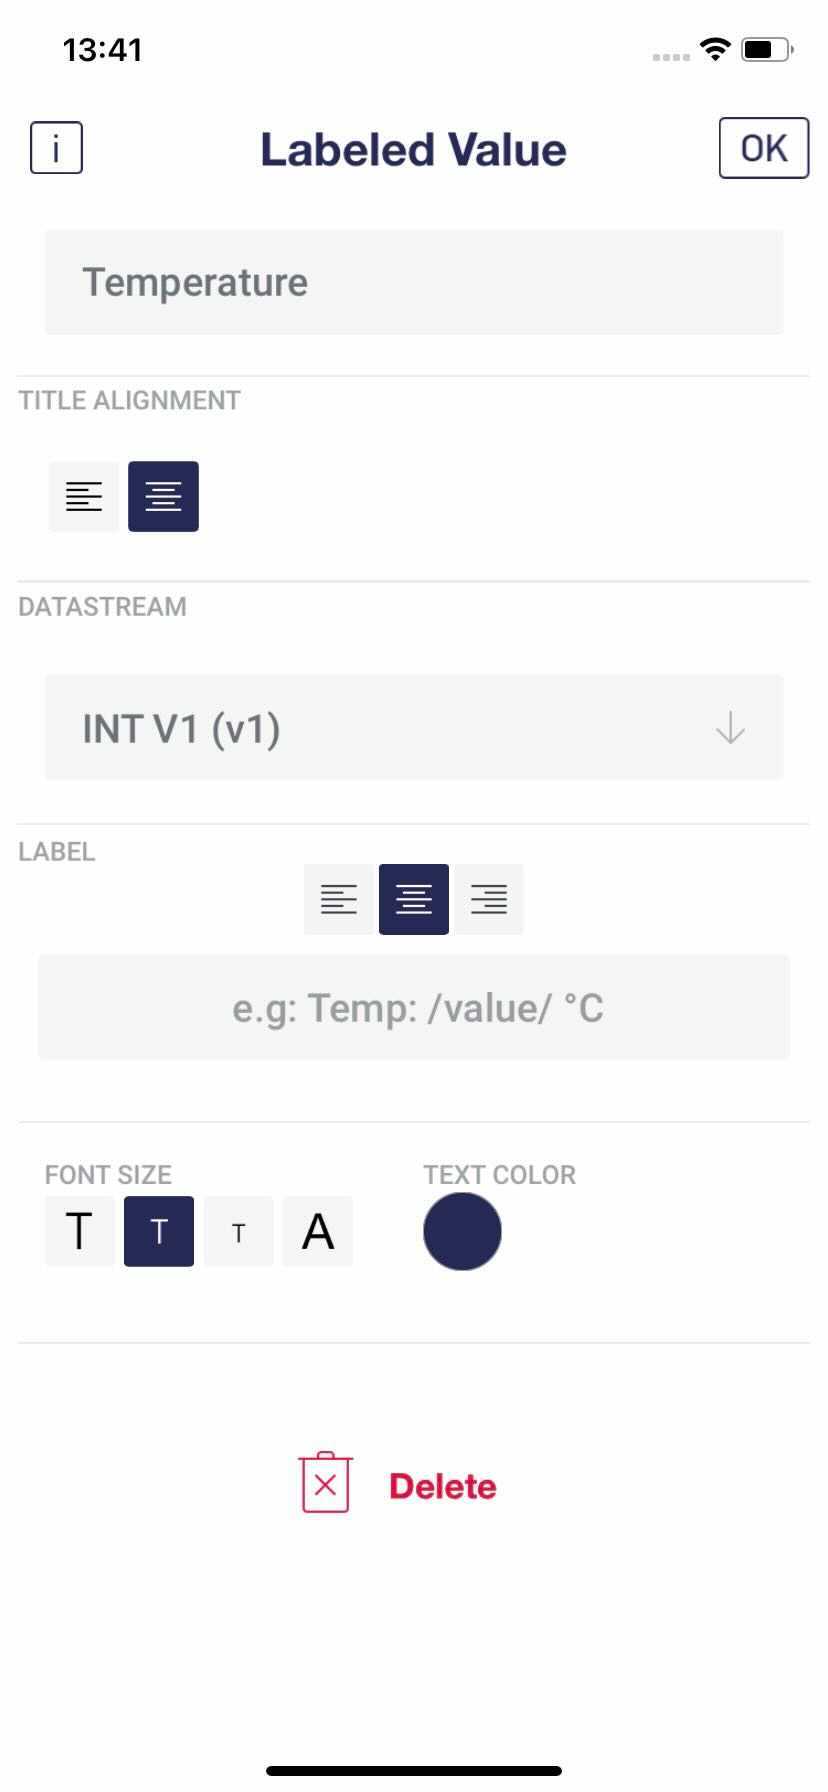 13:41
i
Labeled Value
OK
Temperature
TITLE ALIGNMENT
DATASTREAM
INT V1 (v1)
LABEL
e.g: Temp: /value/ °C
FONT SIZE
TEXT COLOR
T
T
T
A
Delete